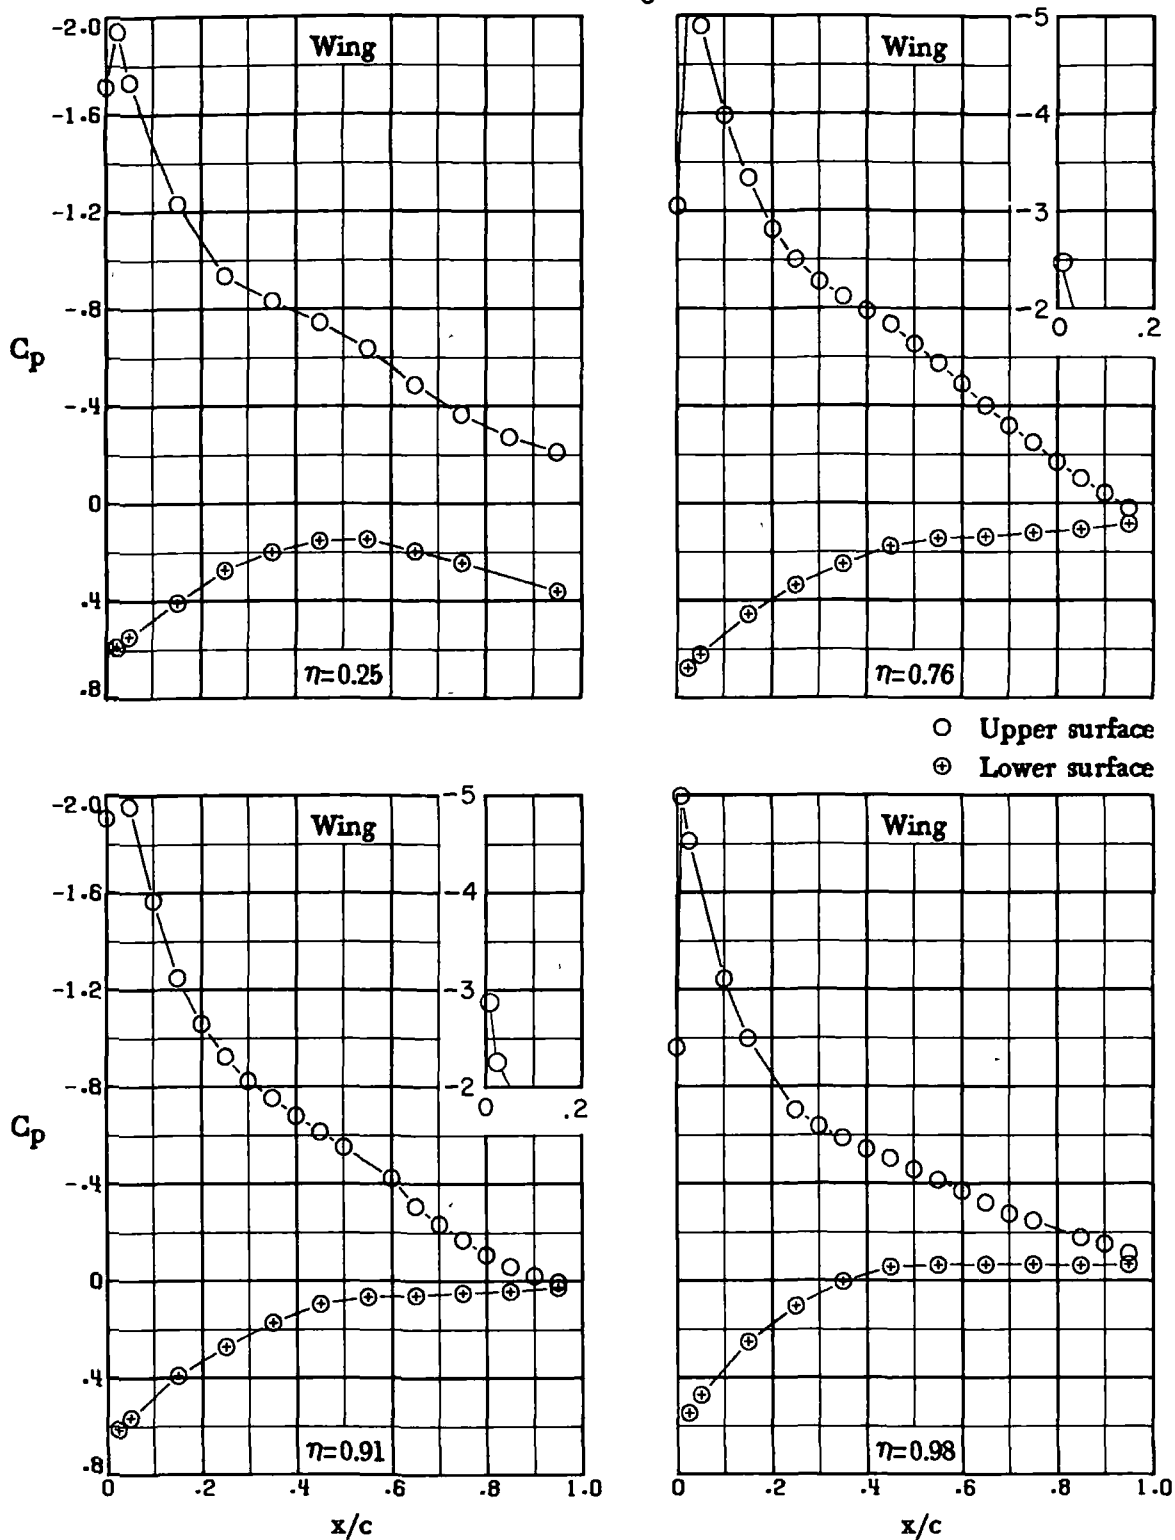 -2.0
-1.6
-1.2
-.8
-.4
0
.4
.8
Cp
Wing
η=0.25
Wing
η=0.76
-5
-4
-3
-2
0 .2
○ Upper surface
⊕ Lower surface
-2.0
-1.6
-1.2
-.8
-.4
0
.4
.8
Cp
Wing
η=0.91
-5
-4
-3
-2
0 .2
0 .2 .4 .6 .8 1.0
x/c
Wing
η=0.98
0 .2 .4 .6 .8 1.0
x/c